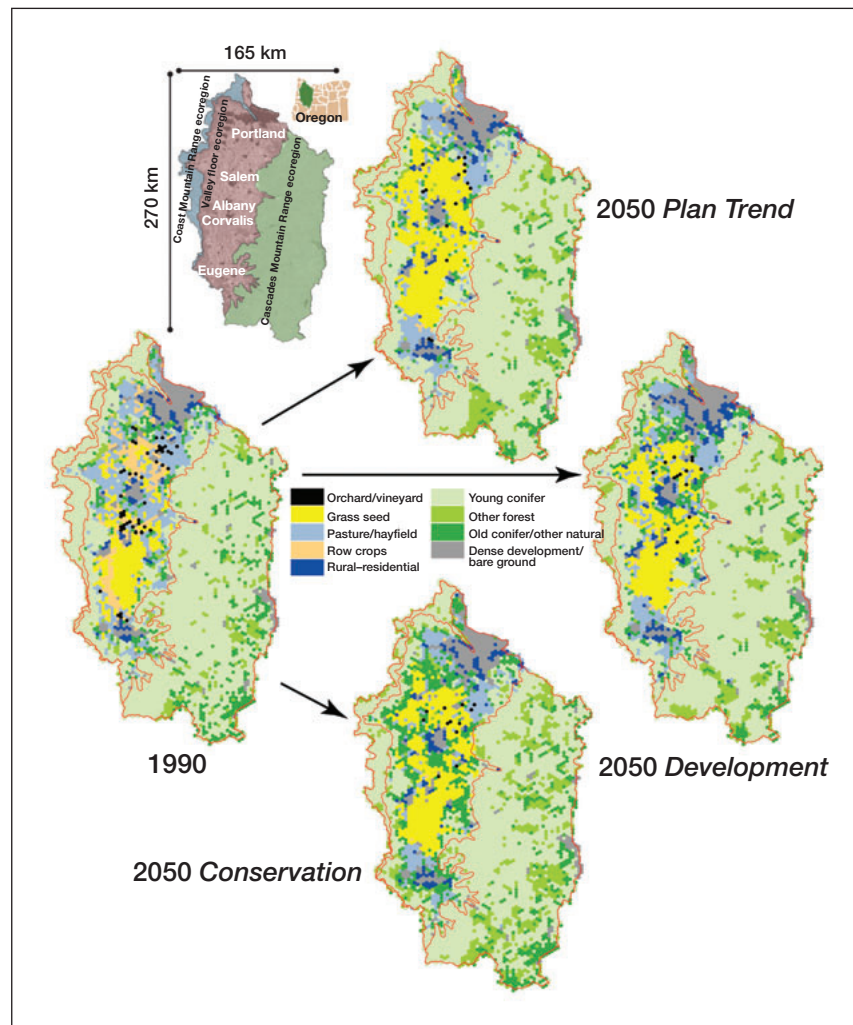 165 km
270 km
Coast Mountain Range ecoregion
Valley floor ecoregion
Cascades Mountain Range ecoregion
Oregon
Portland
Salem
Albany
Corvalis
Eugene
2050 Plan Trend
Orchard/vineyard
Grass seed
Pasture/hayfield
Row crops
Rural–residential
Young conifer
Other forest
Old conifer/other natural
Dense development/
bare ground
1990
2050 Development
2050 Conservation